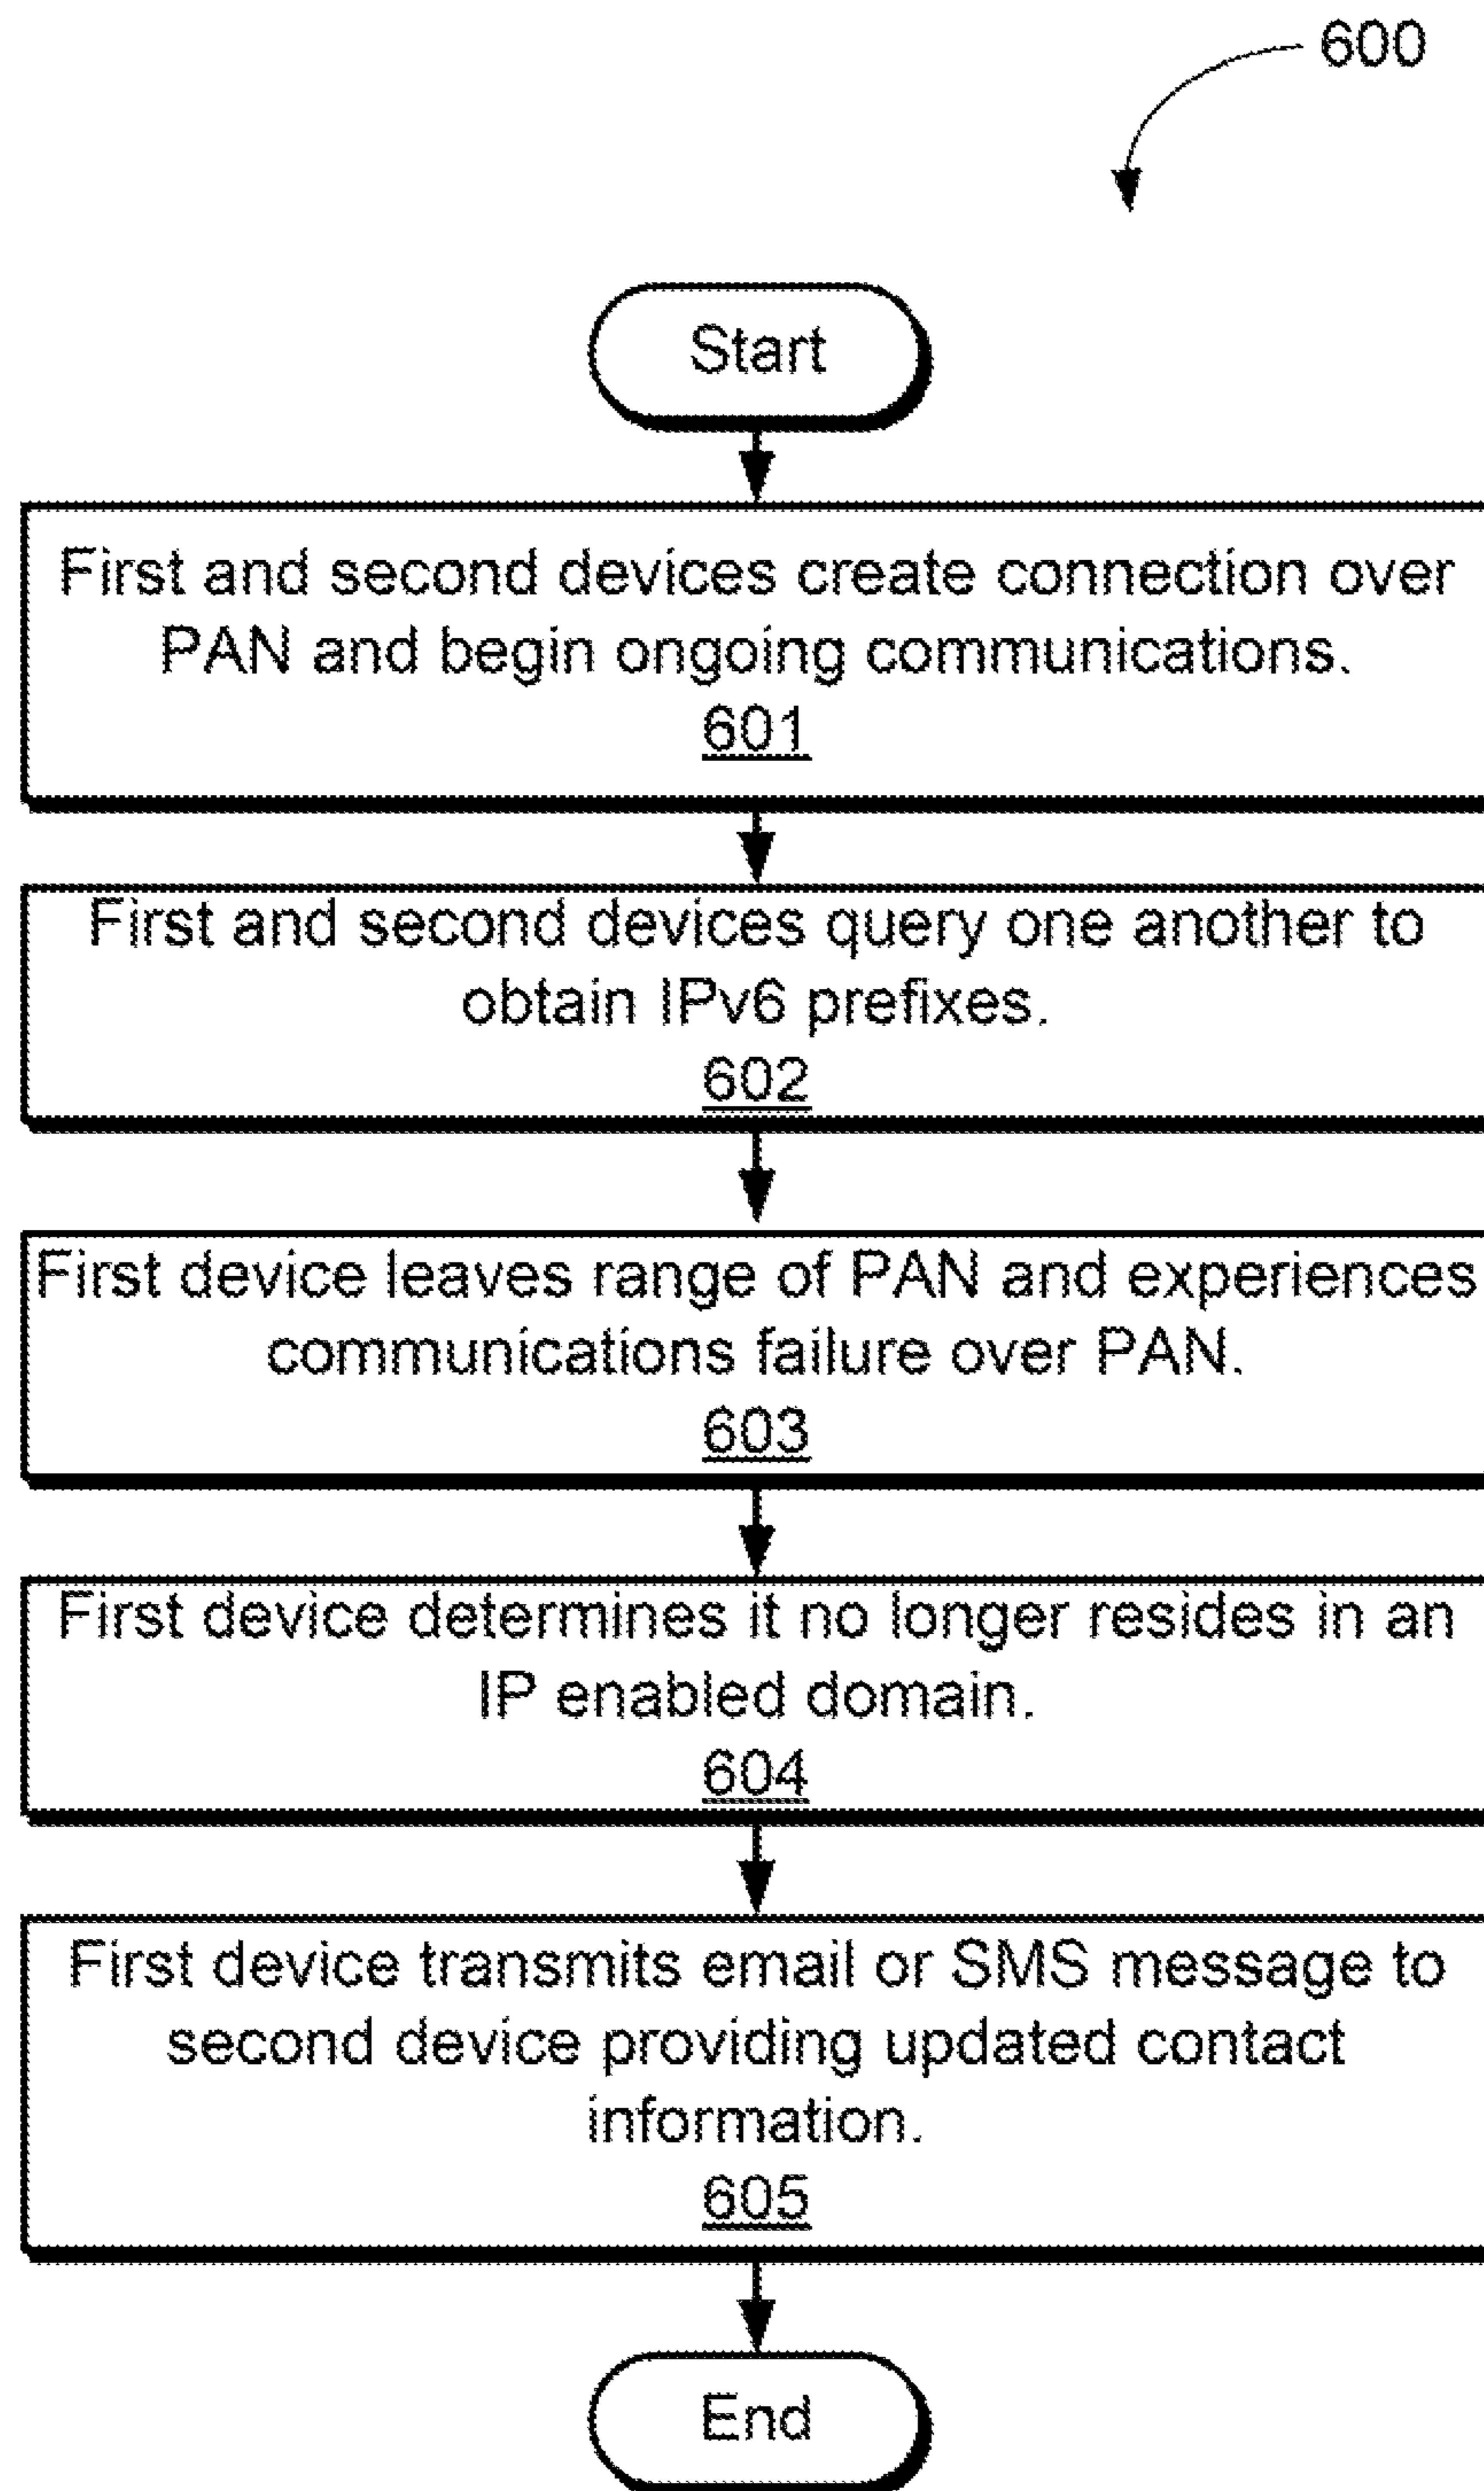 600
Start
First and second devices create connection over
PAN and begin ongoing communications.
601
First and second devices query one another to
obtain IPv6 prefixes.
602
First device leaves range of PAN and experiences
communications failure over PAN.
603
First device determines it no longer resides in an
IP enabled domain.
604
First device transmits email or SMS message to
second device providing updated contact
information.
605
End